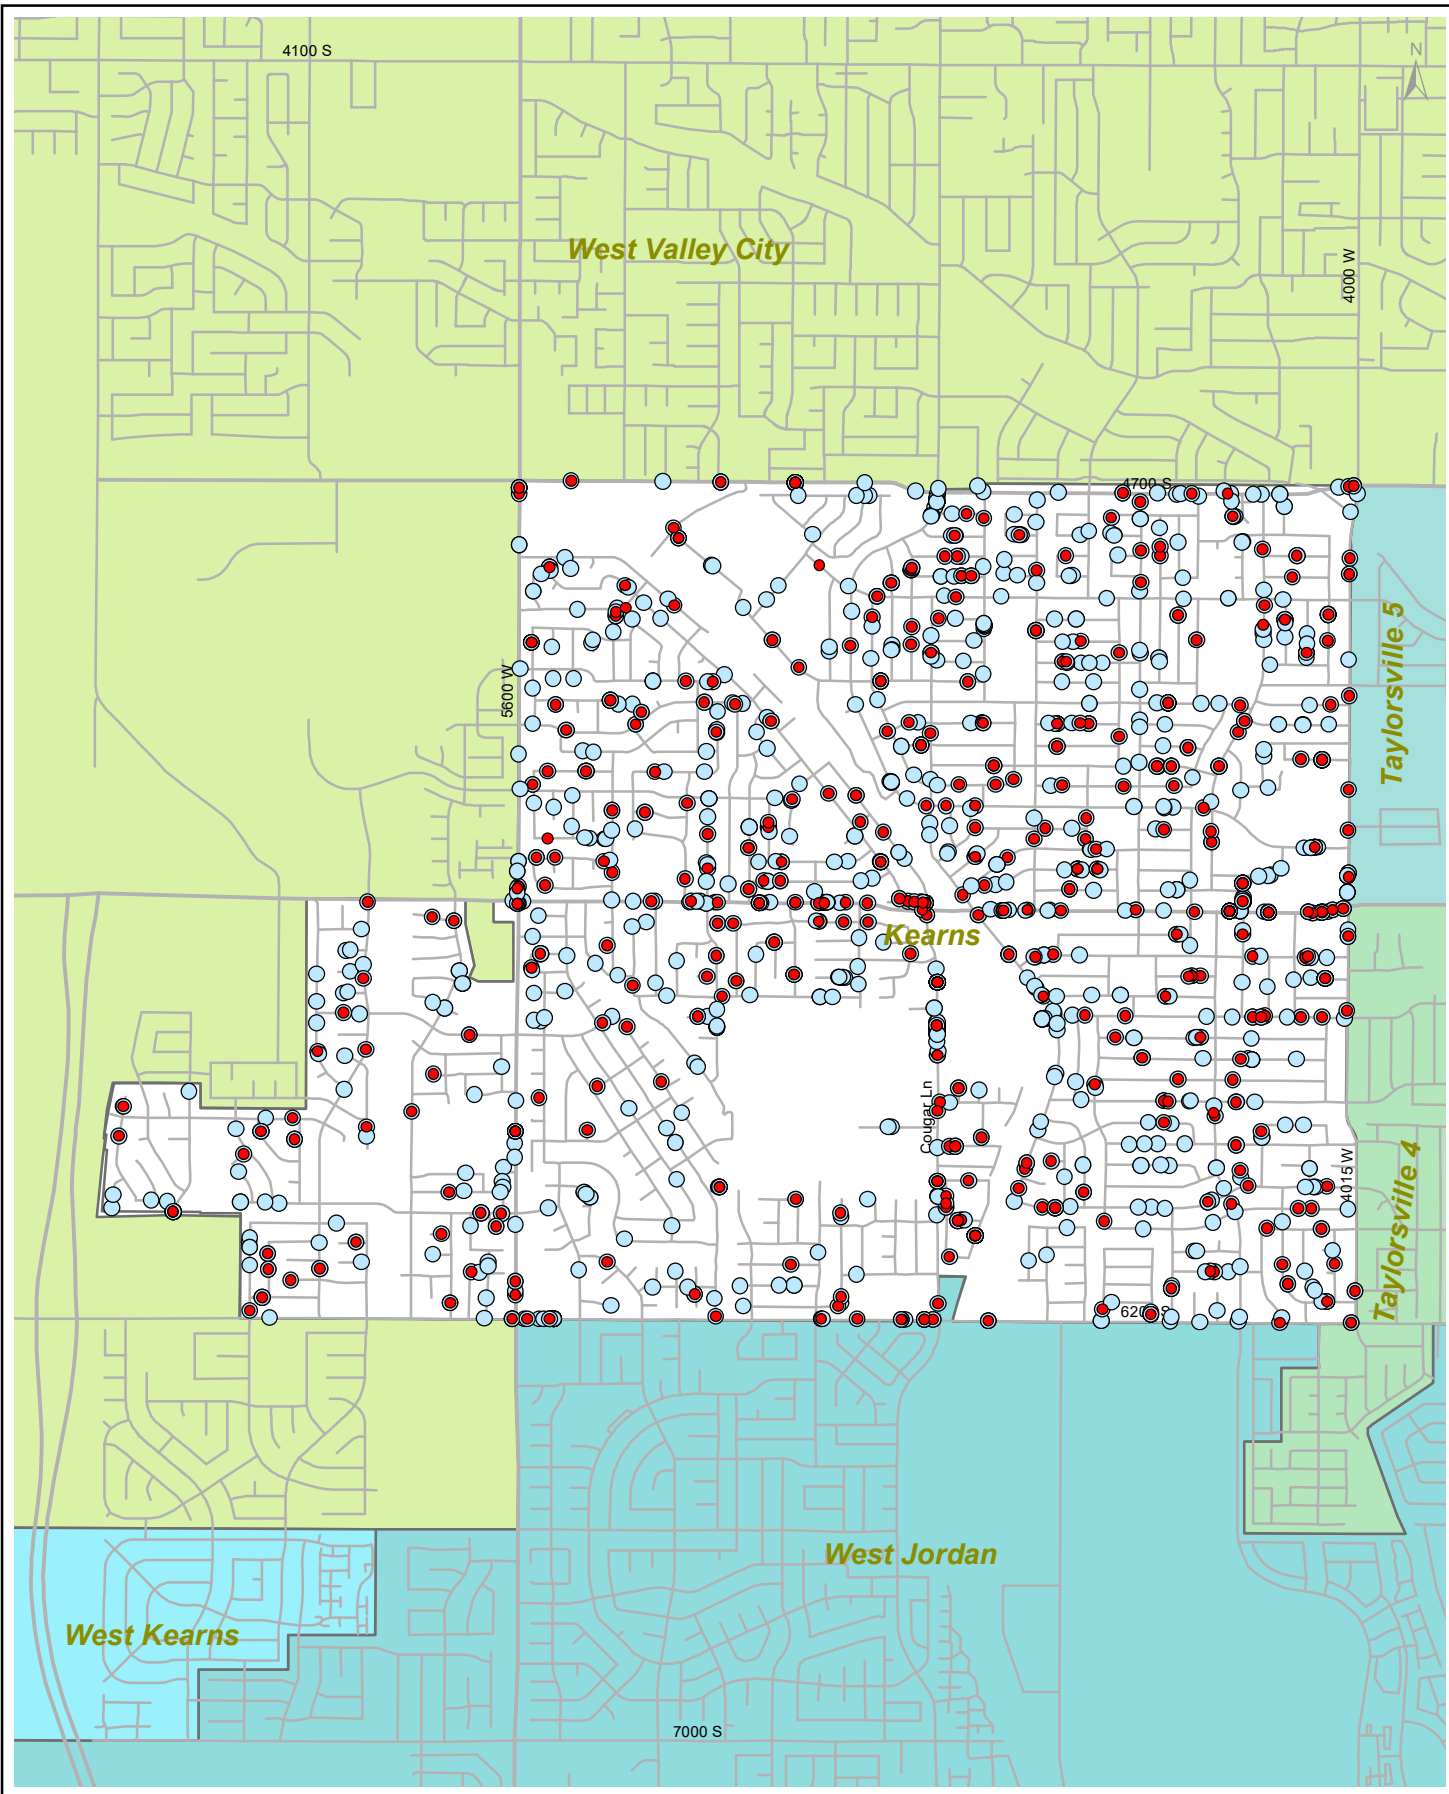 4100 S
N
West Valley City
4000 W
4700 S
Taylorsville 5
5600 W
Kearns
Cougar Ln
4015 W
Taylorsville 4
6200 S
West Jordan
West Kearns
7000 S